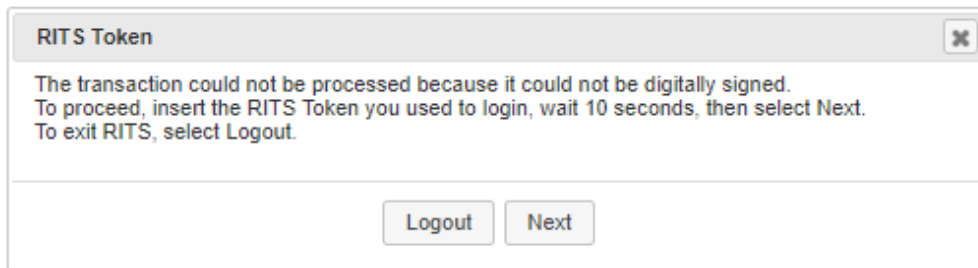 RITS Token
The transaction could not be processed because it could not be digitally signed.
To proceed, insert the RITS Token you used to login, wait 10 seconds, then select Next.
To exit RITS, select Logout.
Logout Next